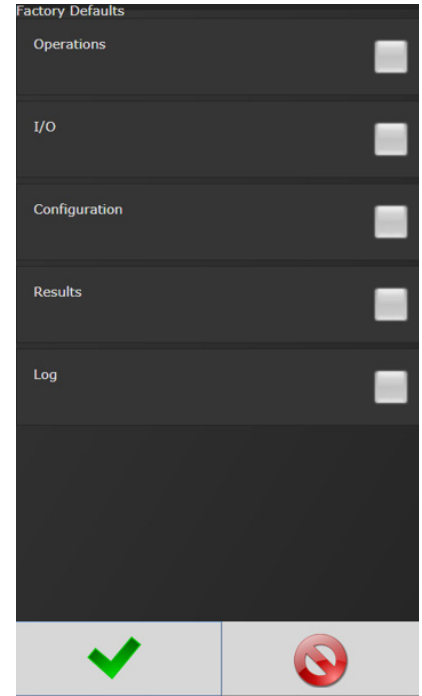 Factory Defaults
Operations
I/O
Configuration
Results
Log